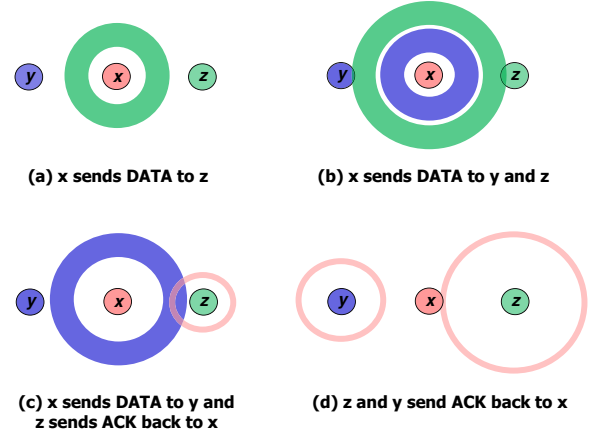 y x z
y x z
(a) x sends DATA to z
(b) x sends DATA to y and z
y x z
y x z
(c) x sends DATA to y and
z sends ACK back to x
(d) z and y send ACK back to x